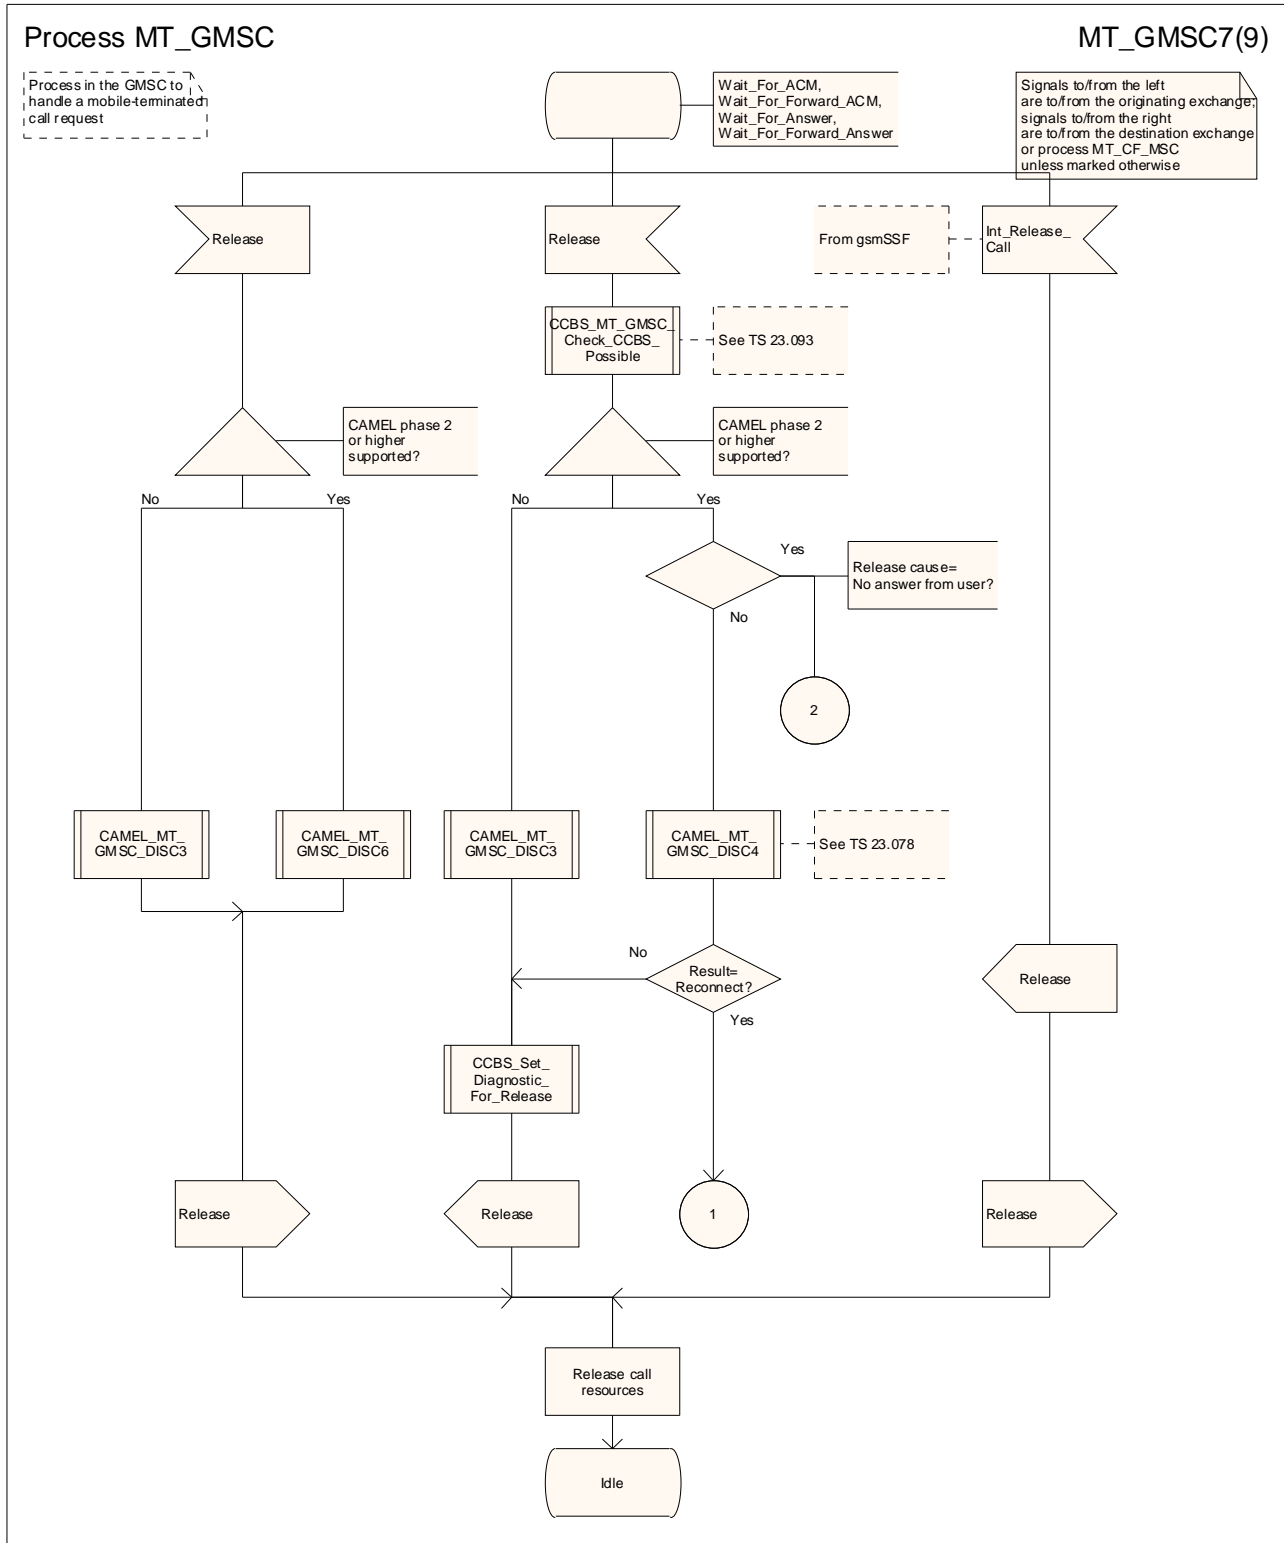 Process MT_GMSC
MT_GMSC7(9)
Process in the GMSC to
handle a mobile-terminated
call request
Wait_For_ACM,
Wait_For_Forward_ACM,
Wait_For_Answer,
Wait_For_Forward_Answer
Signals to/from the left
are to/from the originating exchange;
signals to/from the right
are to/from the destination exchange
or process MT_CF_MSC
unless marked otherwise
Release
Release
From gsmSSF
Int_Release_
Call
CCBS_MT_GMSC_
Check_CCBS_
Possible
See TS 23.093
CAMEL phase 2
or higher
supported?
CAMEL phase 2
or higher
supported?
No
Yes
No
Yes
Yes
Release cause=
No answer from user?
No
2
CAMEL_MT_
GMSC_DISC3
CAMEL_MT_
GMSC_DISC6
CAMEL_MT_
GMSC_DISC3
CAMEL_MT_
GMSC_DISC4
See TS 23.078
No
Result=
Reconnect?
Yes
Release
CCBS_Set_
Diagnostic_
For_Release
Release
Release
1
Release
Release call
resources
Idle